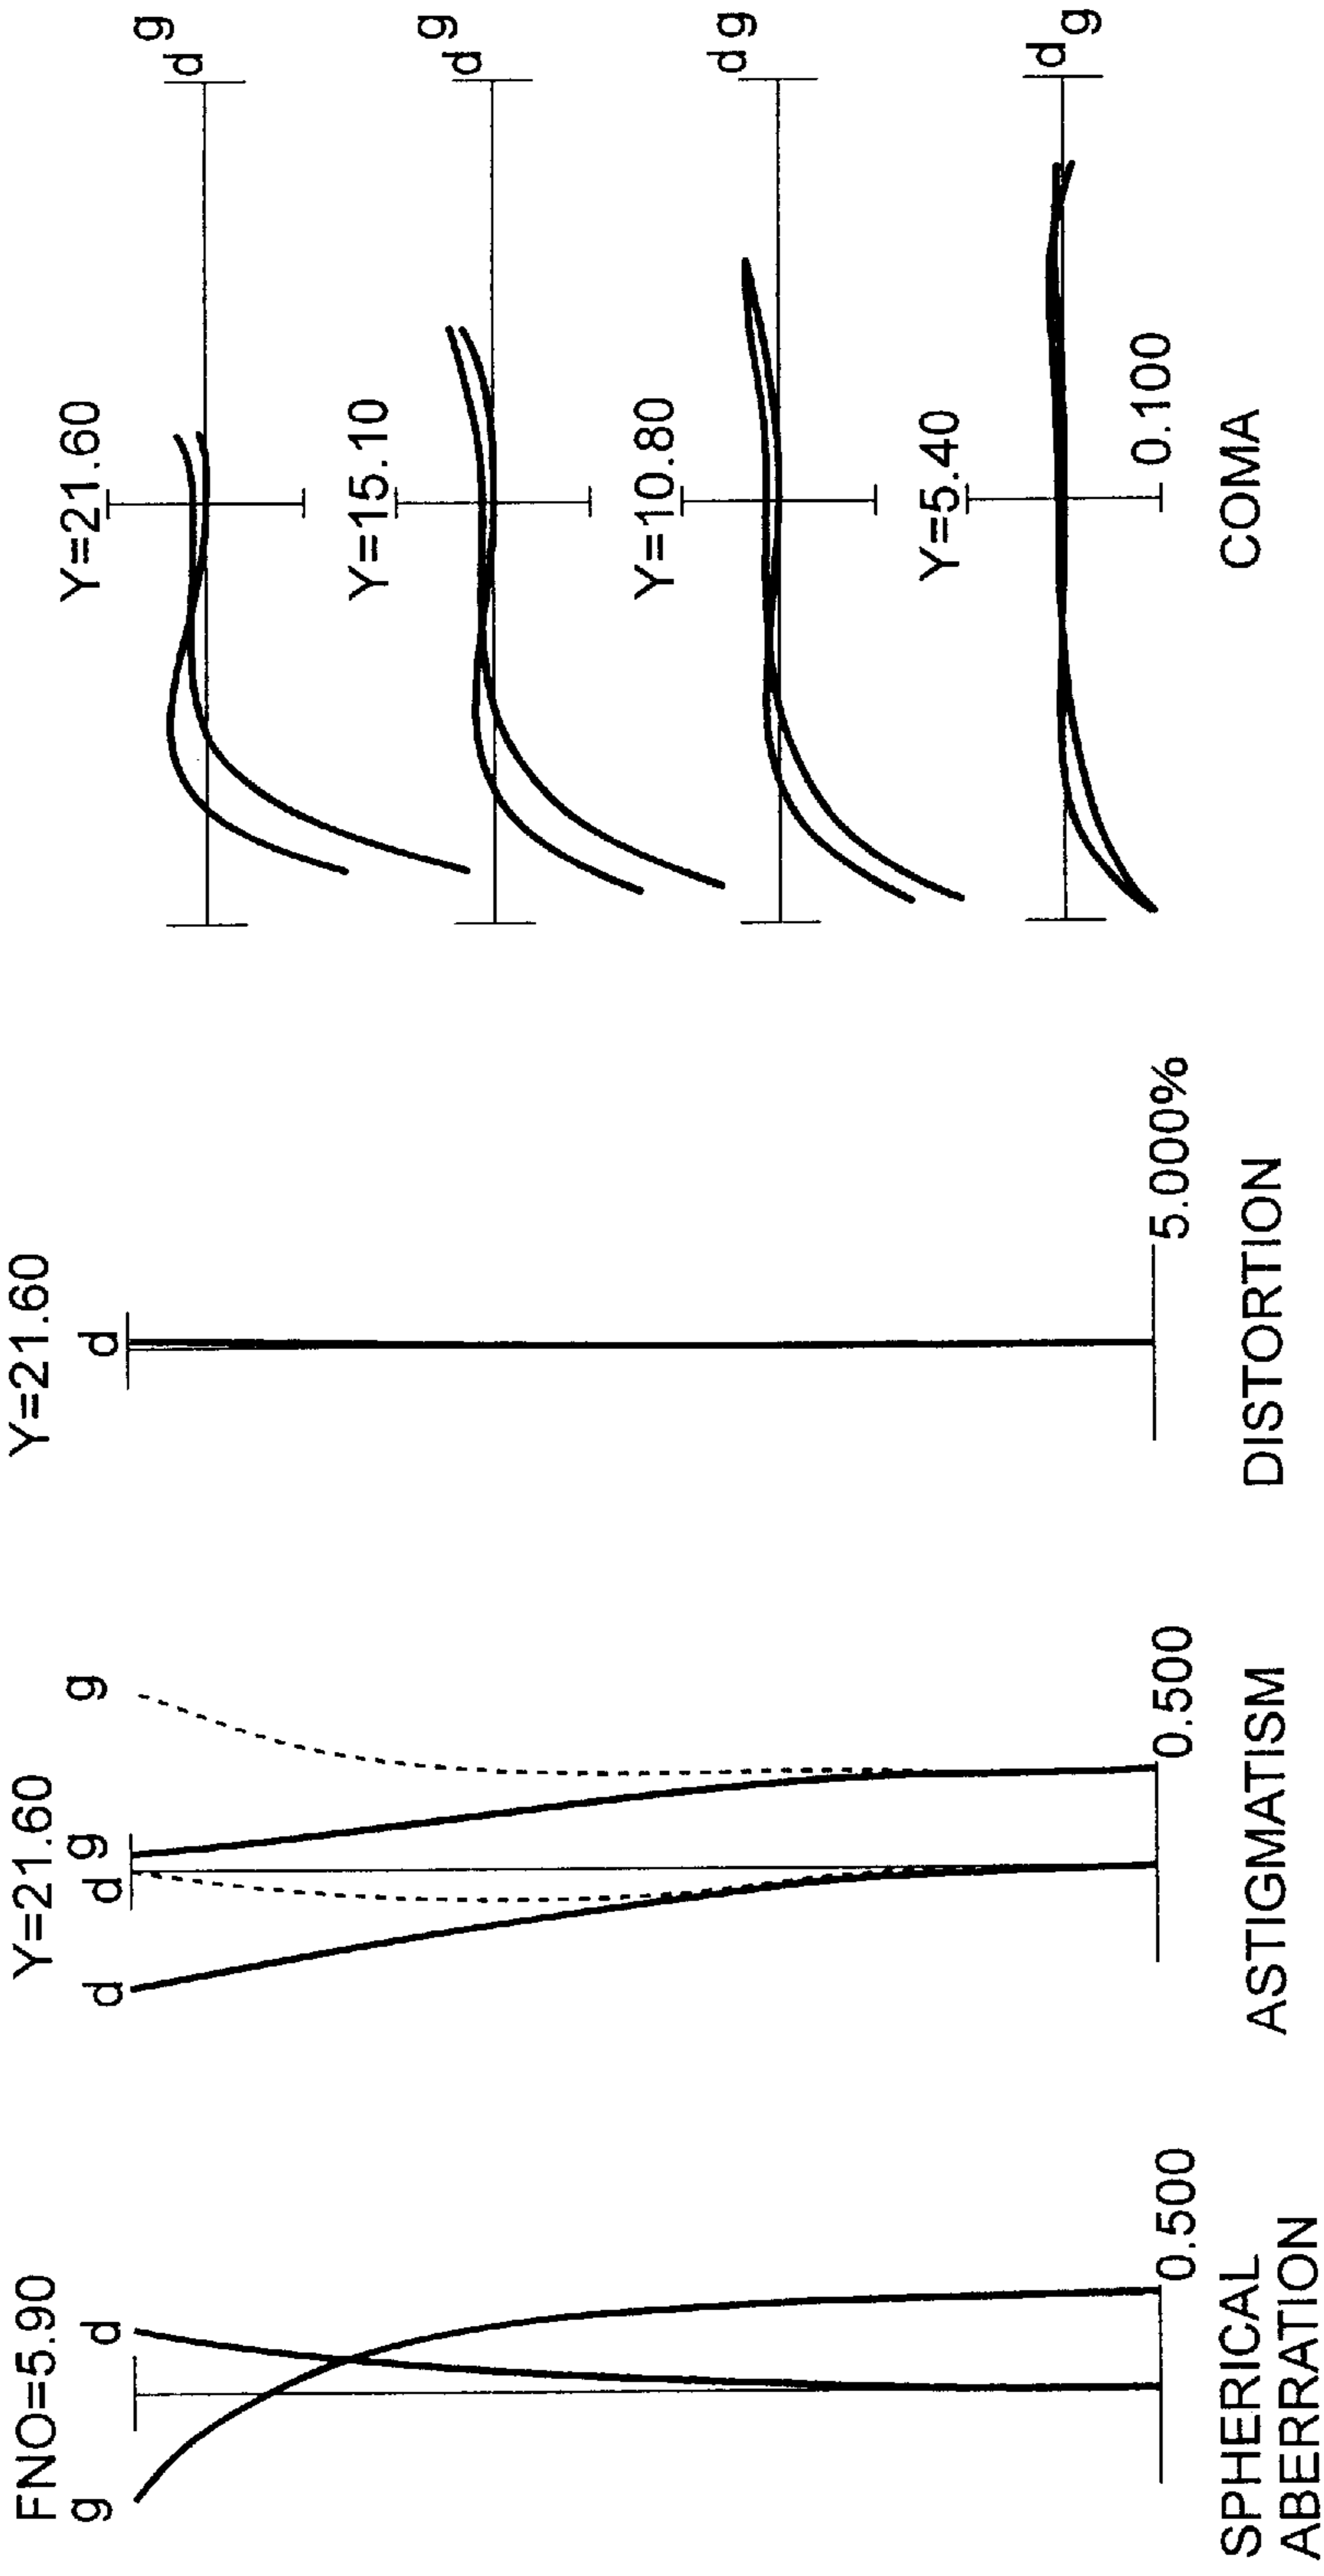 FNO=5.90
g d
0.500
SPHERICAL
ABERRATION
Y=21.60
d d g g
0.500
ASTIGMATISM
Y=21.60
d
5.000%
DISTORTION
Y=21.60
d g
Y=15.10
d g
Y=10.80
d g
Y=5.40
d g
0.100
COMA